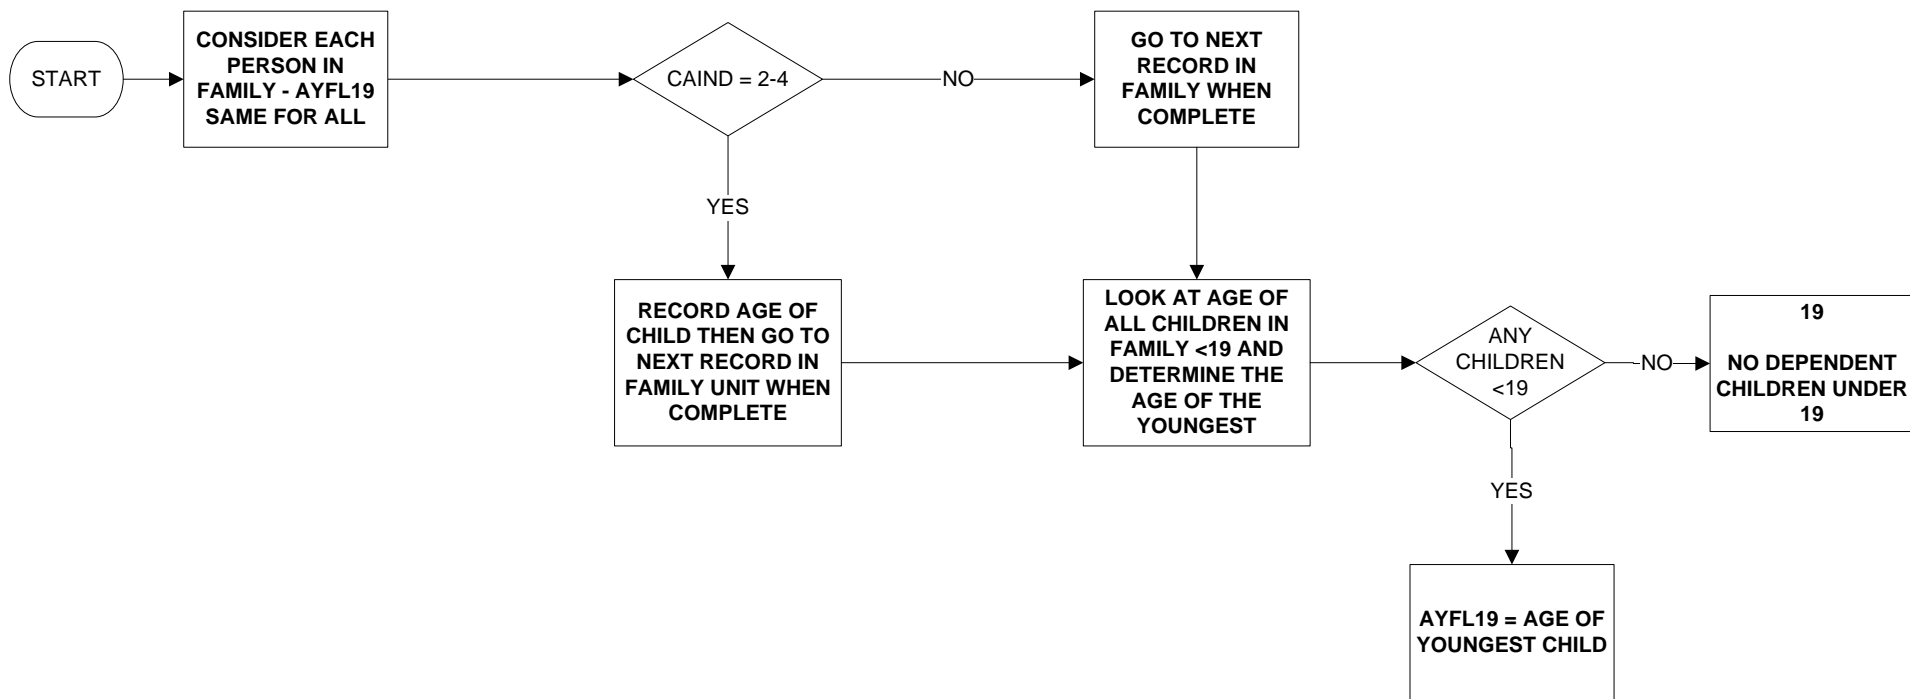 START
CONSIDER EACH
PERSON IN
FAMILY - AYFL19
SAME FOR ALL
CAIND = 2-4
NO
GO TO NEXT
RECORD IN
FAMILY WHEN
COMPLETE
YES
RECORD AGE OF
CHILD THEN GO TO
NEXT RECORD IN
FAMILY UNIT WHEN
COMPLETE
LOOK AT AGE OF
ALL CHILDREN IN
FAMILY <19 AND
DETERMINE THE
AGE OF THE
YOUNGEST
ANY
CHILDREN
<19
NO
19
NO DEPENDENT
CHILDREN UNDER
19
YES
AYFL19 = AGE OF
YOUNGEST CHILD